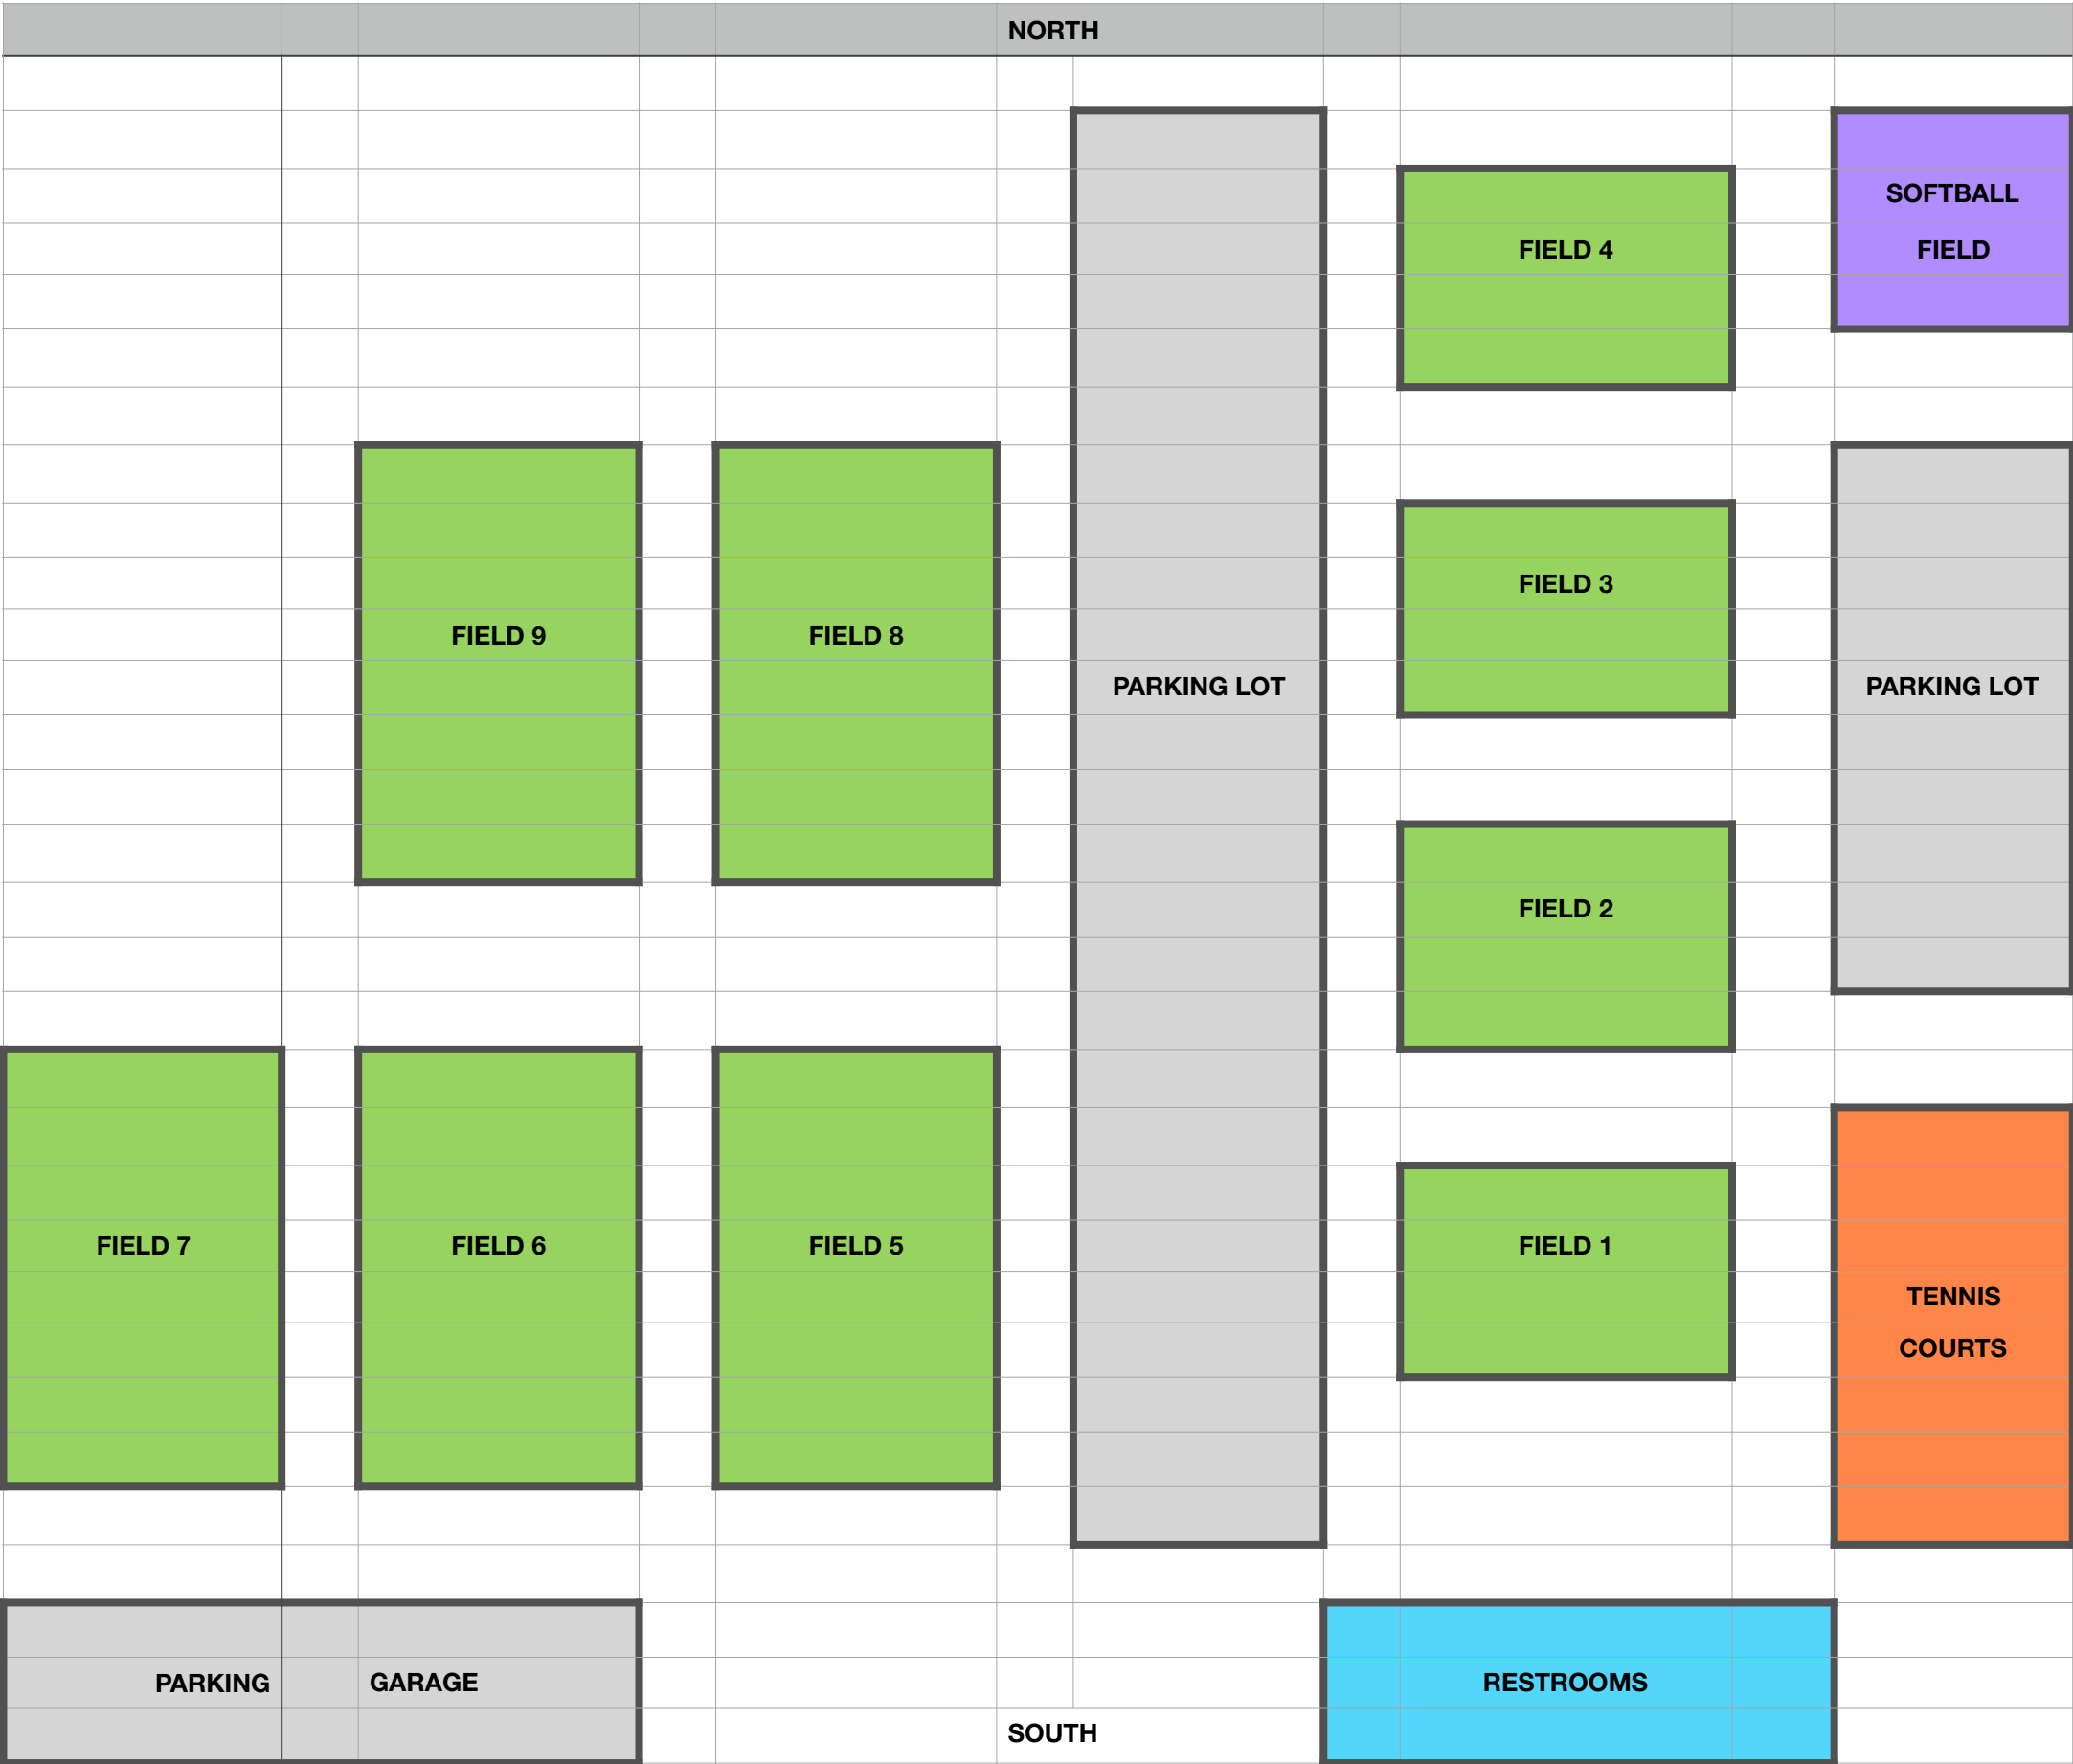 NORTH
SOFTBALL
FIELD 4
FIELD
FIELD 3
FIELD 9
FIELD 8
PARKING LOT
PARKING LOT
FIELD 2
FIELD 7
FIELD 6
FIELD 5
FIELD 1
TENNIS
COURTS
PARKING GARAGE
RESTROOMS
SOUTH